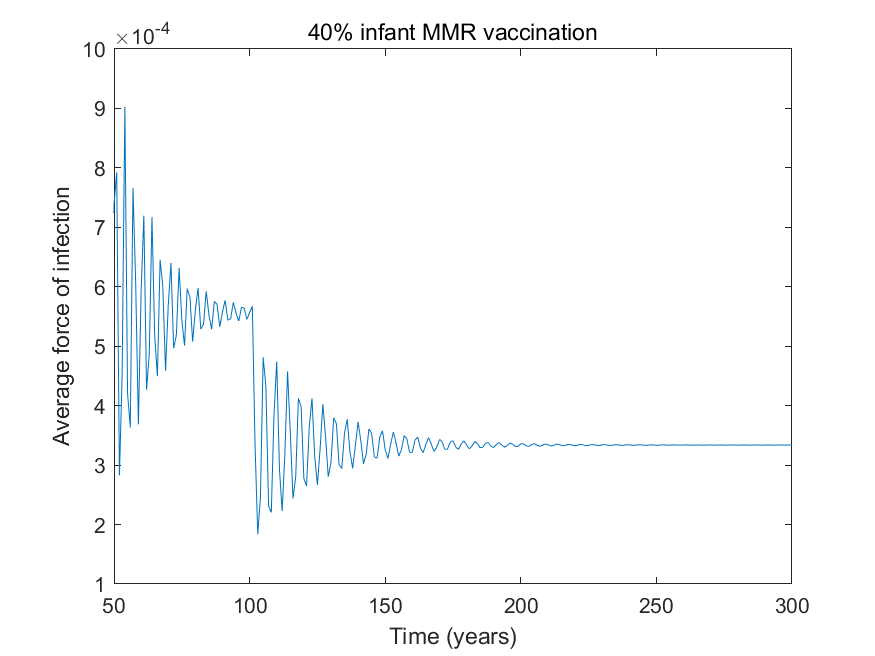 40% infant MMR vaccination
×10-4
10
9
8
7
6
5
4
3
2
1
Average force of infection
50 100 150 200 250 300
Time (years)